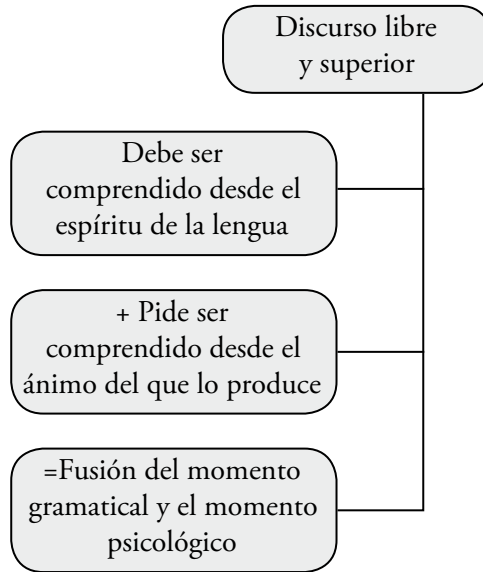 Discurso libre
y superior
Debe ser
comprendido desde el
espíritu de la lengua
+ Pide ser
comprendido desde el
ánimo del que lo produce
=Fusión del momento
gramatical y el momento
psicológico